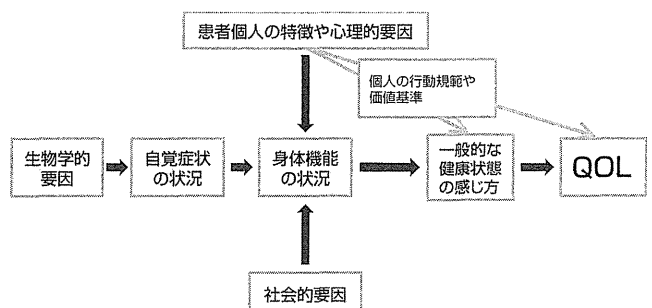 患者個人の特徴や心理的要因
個人の行動規範や
価値基準
生物学的
要因
自覚症状
の状況
身体機能
の状況
一般的な
健康状態
の感じ方
QOL
社会的要因